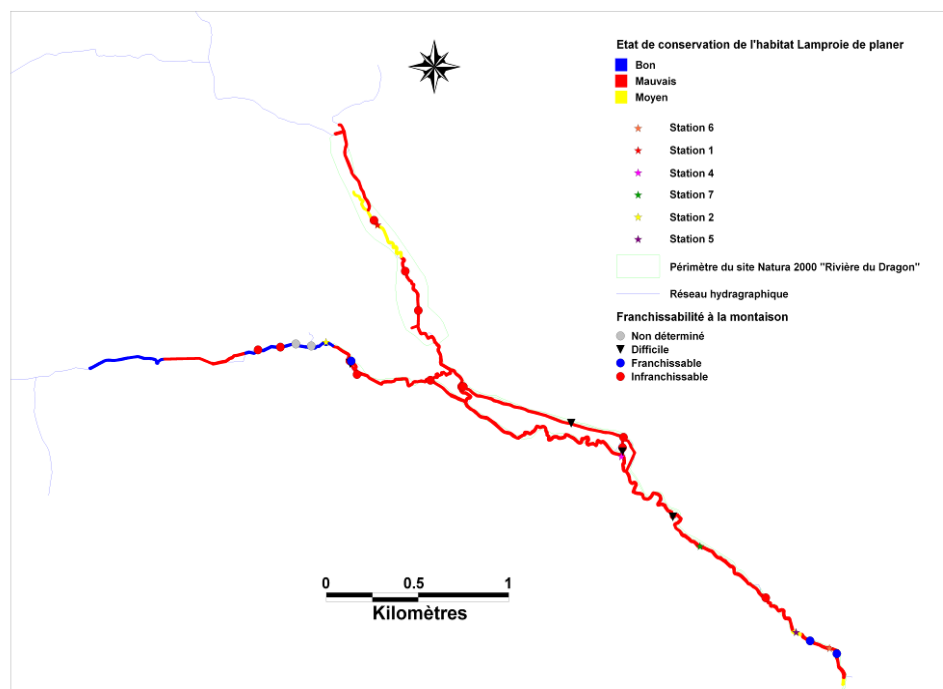 Etat de conservation de l'habitat Lamproie de planer
Bon
Mauvais
Moyen
Station 6
Station 1
Station 4
Station 7
Station 2
Station 5
Périmètre du site Natura 2000 "Rivière du Dragon"
Réseau hydragraphique
Franchissabilité à la montaison
Non déterminé
Difficile
Franchissable
Infranchissable
0 0.5 1
Kilomètres